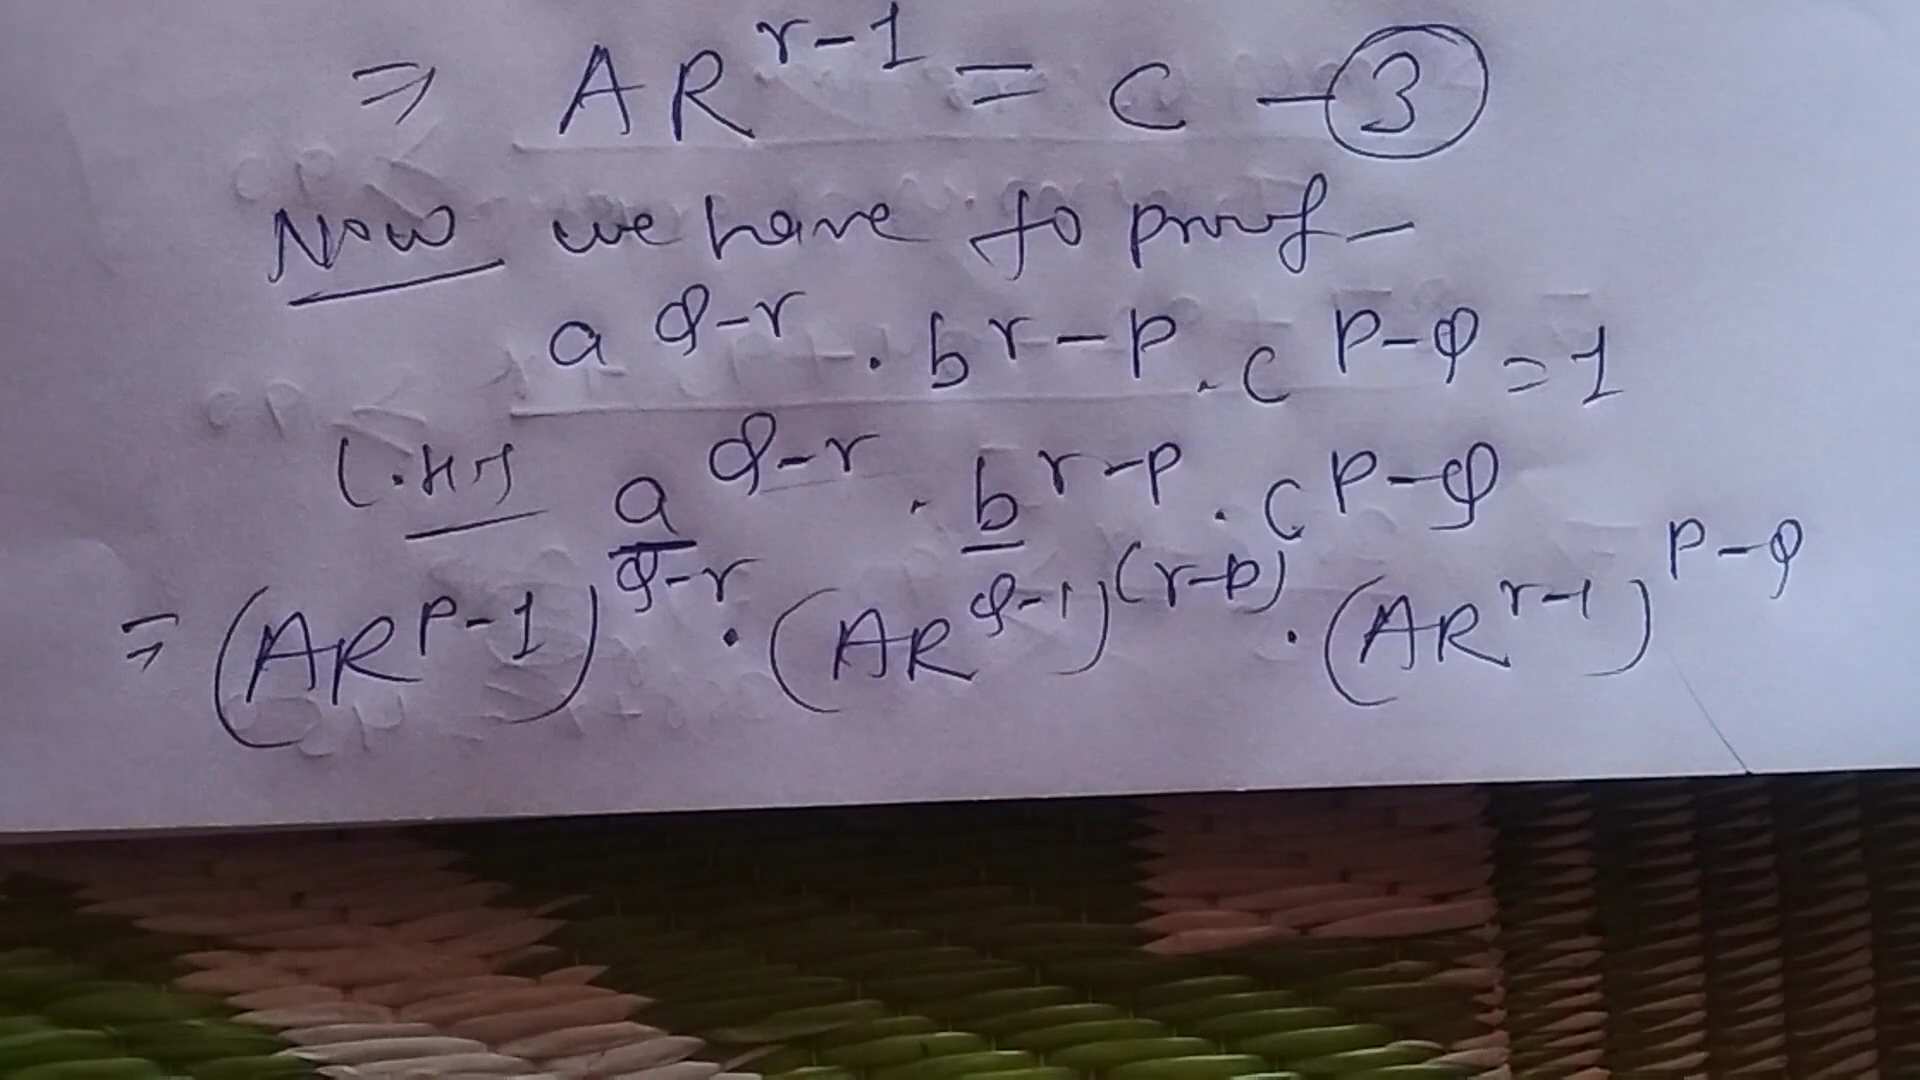 ⇒ AR^{r-1} = c - ③
Now we have to proof -
a^{q-r} . b^{r-p} . c^{p-q} = 1
L.H.S a^{q-r} . b^{r-p} . c^{p-q}
= (AR^{p-1})^{q-r} . (AR^{q-1})^{(r-p)} . (AR^{r-1})^{p-q}